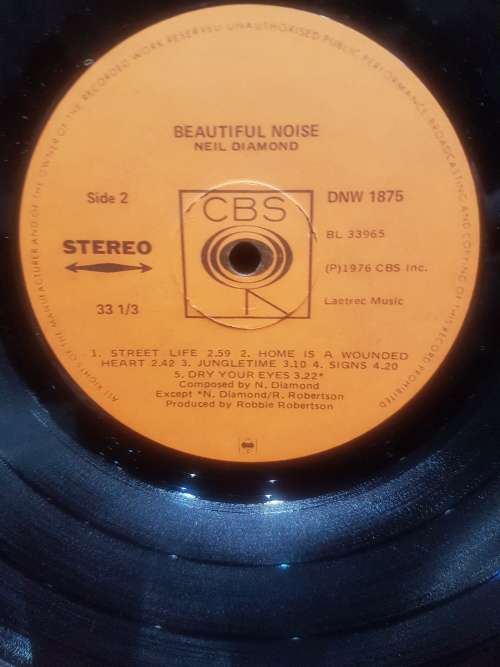 ALL RIGHTS OF THE MANUFACTURER AND OF THE OWNER OF THE RECORDED WORK RESERVED UNAUTHORISED PUBLIC PERFORMANCE BROADCASTING AND COPYING OF THIS RECORD PROHIBITED
BEAUTIFUL NOISE
NEIL DIAMOND
Side 2
CBS
DNW 1875
BL 33965
STEREO
(P)1976 CBS Inc.
33 1/3
Laetrec Music
1. STREET LIFE 2.59 2. HOME IS A WOUNDED
HEART 2.42 3. JUNGLETIME 3.10 4. SIGNS 4.20
5. DRY YOUR EYES 3.22*
Composed by N. Diamond
Except *N. Diamond/R. Robertson
Produced by Robbie Robertson